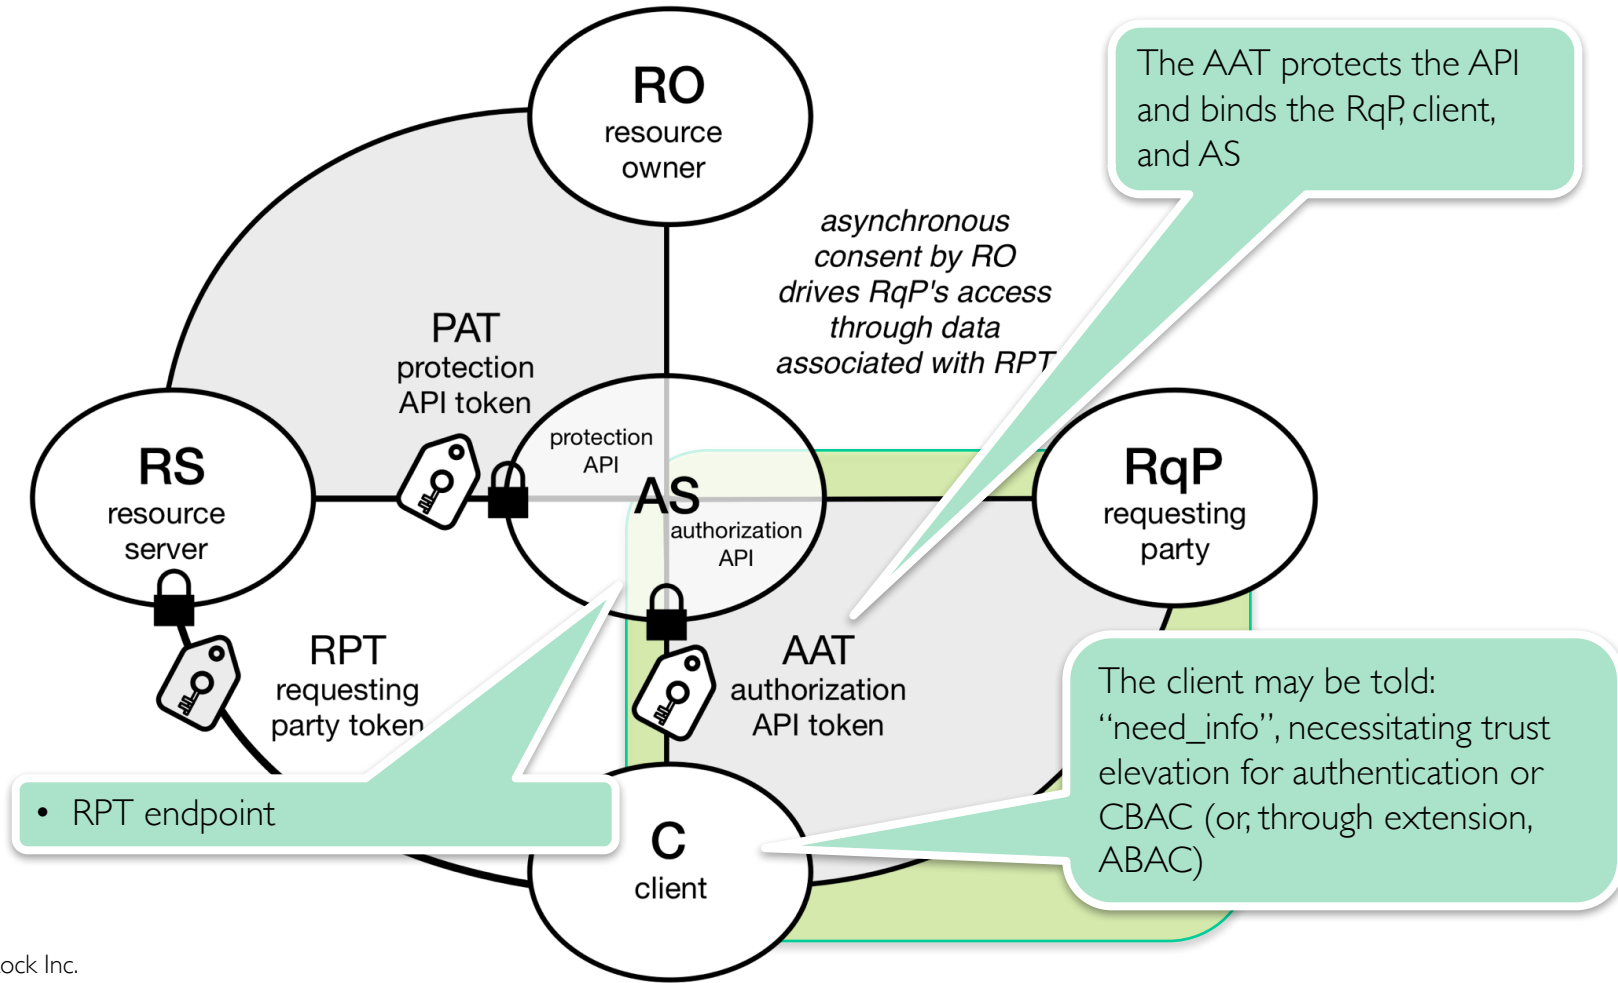 RO
resource
owner
The AAT protects the API
and binds the RqP, client,
and AS
asynchronous
consent by RO
drives RqP's access
through data
associated with RPT
PAT
protection
API token
RS
resource
server
protection
API
AS
authorization
API
RqP
requesting
party
RPT
requesting
party token
AAT
authorization
API token
The client may be told:
“need_info”, necessitating trust
elevation for authentication or
CBAC (or, through extension,
ABAC)
• RPT endpoint
C
client
ock Inc.